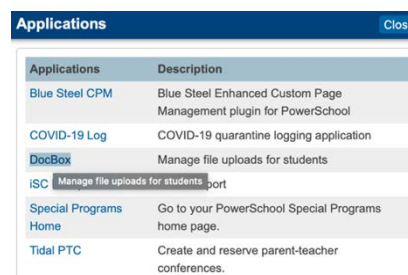 Applications Clos
Applications Description
Blue Steel CPM Blue Steel Enhanced Custom Page
Management plugin for PowerSchool
COVID-19 Log COVID-19 quarantine logging application
DocBox Manage file uploads for students
iSC Manage file uploads for students port
Special Programs Go to your PowerSchool Special Programs
Home home page.
Tidal PTC Create and reserve parent-teacher
conferences.